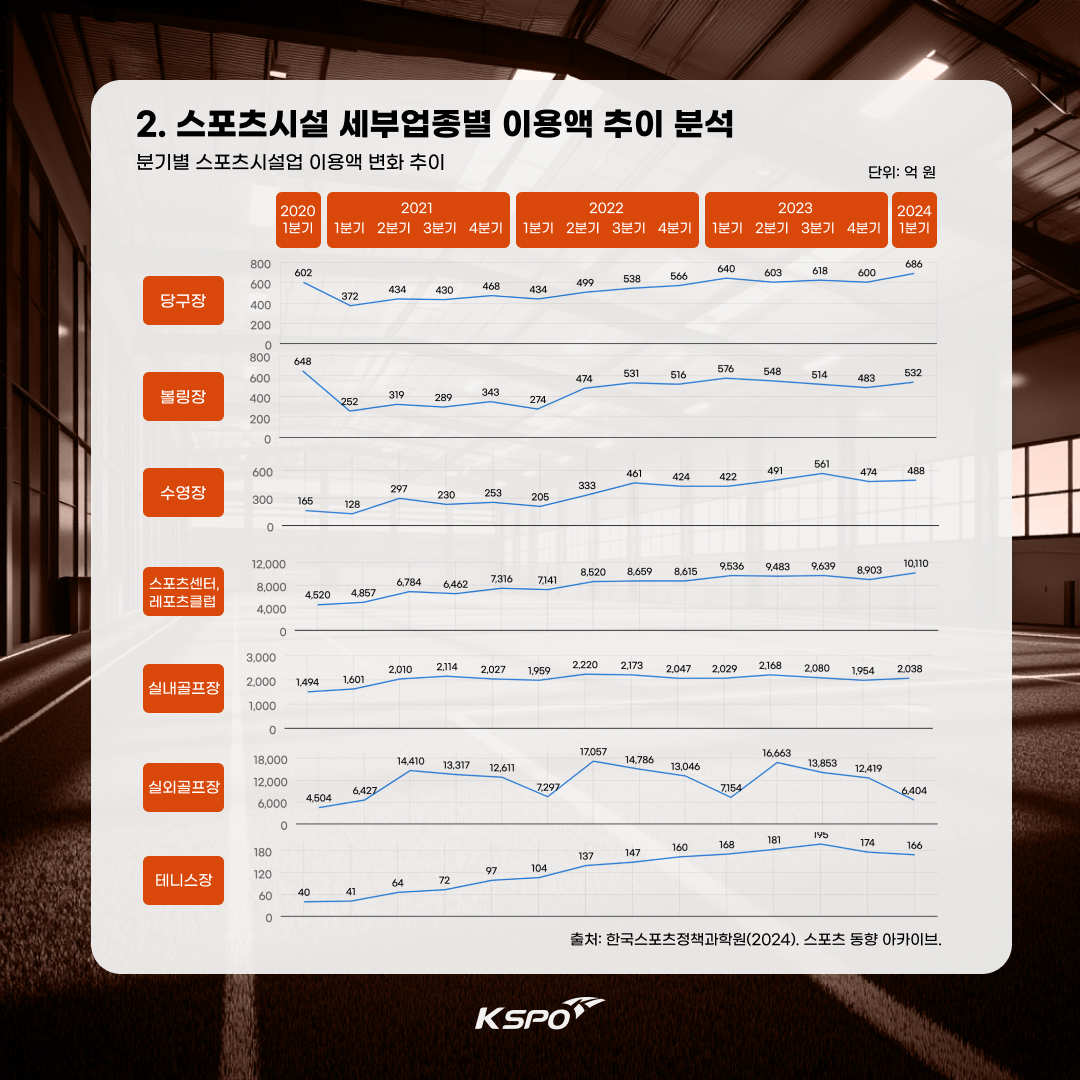 2. 스포츠시설 세부업종별 이용액 추이 분석
분기별 스포츠시설업 이용액 변화 추이
단위: 억 원
2020 2021 2022 2023 2024
1분기 1분기 2분기 3분기 4분기 1분기 2분기 3분기 4분기 1분기 2분기 3분기 4분기 1분기
당구장
800
600
400
200
0
602 372 434 430 468 434 499 538 566 640 603 618 600 686
볼링장
800
600
400
200
0
648 252 319 289 343 274 474 531 516 576 548 514 483 532
수영장
600
300
0
165 128 297 230 253 205 333 461 424 422 491 561 474 488
스포츠센터,
레포츠클럽
12,000
8,000
4,000
0
4,520 4,857 6,784 6,462 7,316 7,141 8,520 8,659 8,615 9,536 9,483 9,639 8,903 10,110
실내골프장
3,000
2,000
1,000
0
1,494 1,601 2,010 2,114 2,027 1,959 2,220 2,173 2,047 2,029 2,168 2,080 1,954 2,038
실외골프장
18,000
12,000
6,000
0
4,504 6,427 14,410 13,317 12,611 7,297 17,057 14,786 13,046 7,154 16,663 13,853 12,419 6,404
테니스장
180
120
60
0
40 41 64 72 97 104 137 147 160 168 181 195 174 166
출처: 한국스포츠정책과학원(2024). 스포츠 동향 아카이브.
KSPO